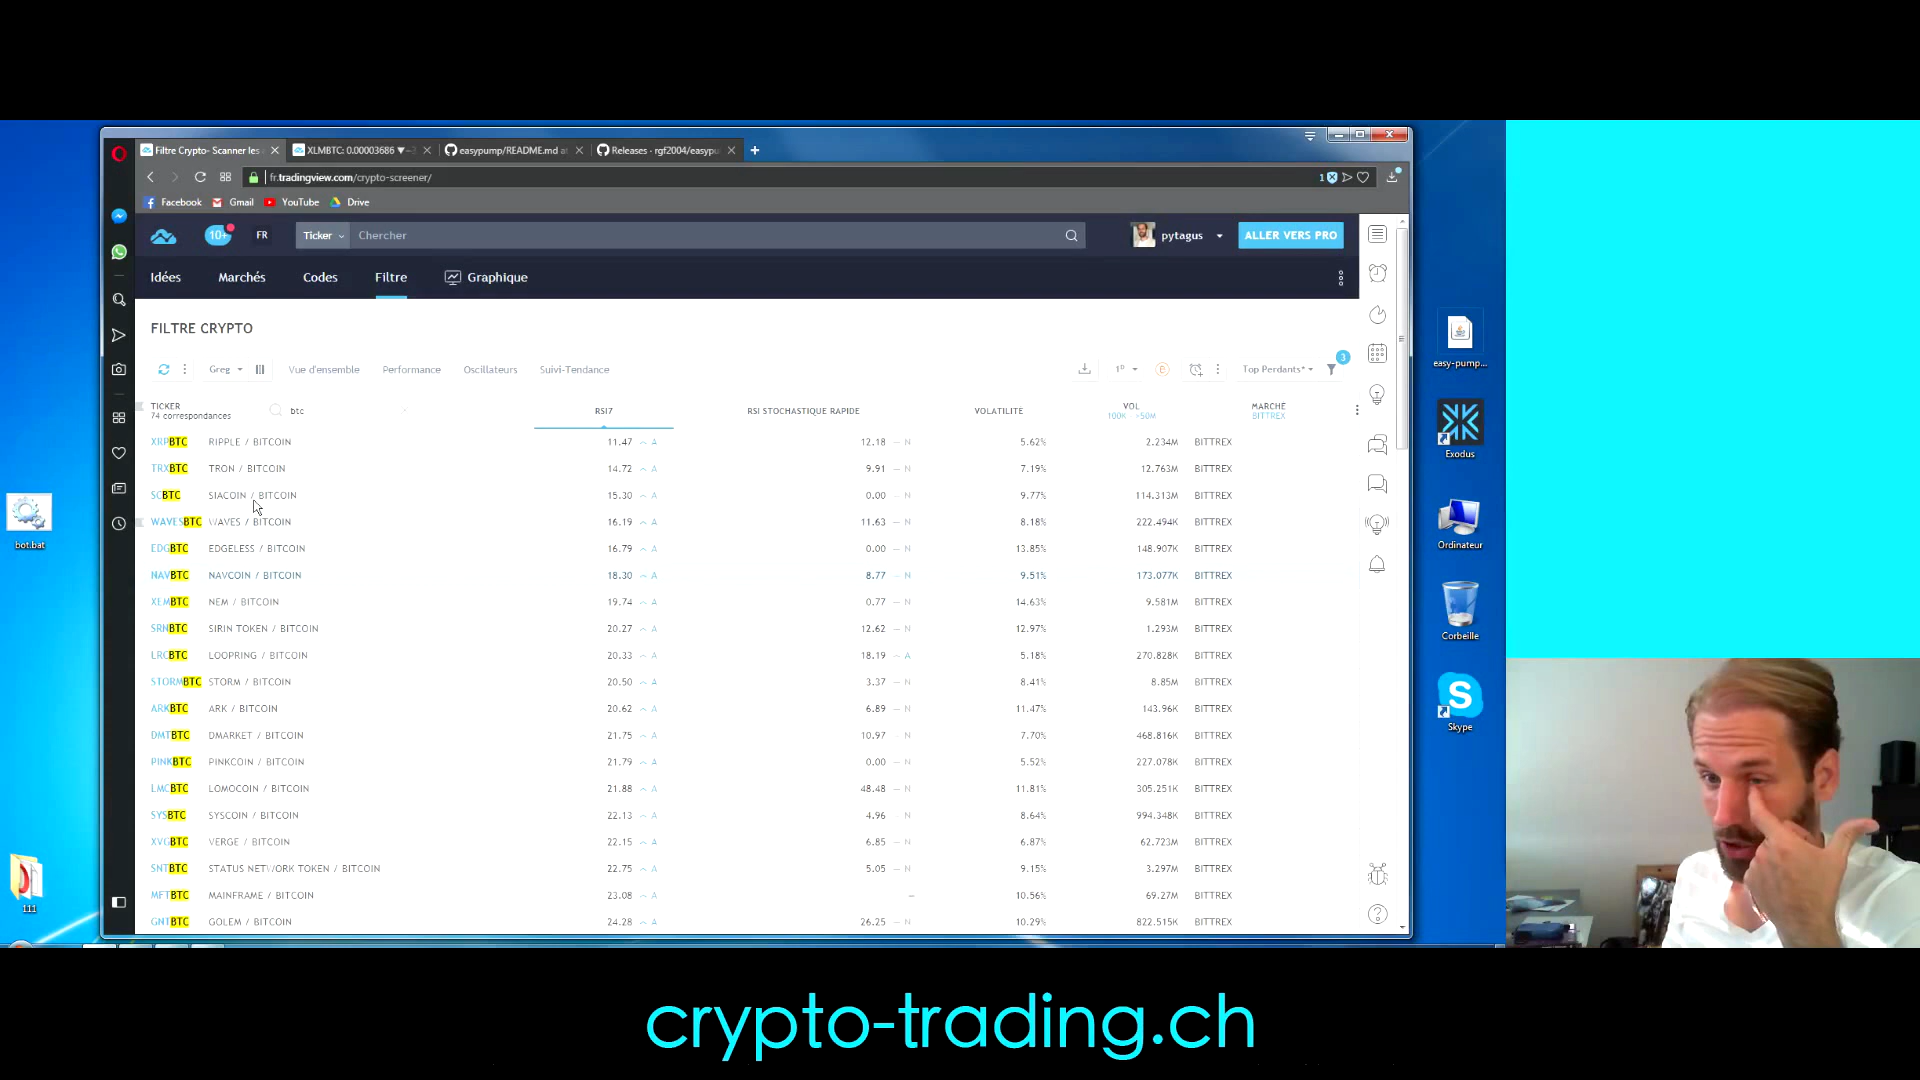 Filtre Crypto- Scanner les
XLMBTC: 0.00003686 ▼ −2
easypump/README.md at
Releases · rgf2004/easypu
fr.tradingview.com/crypto-screener/
1
Facebook Gmail YouTube Drive
10+ FR Ticker Chercher pytagus ALLER VERS PRO
Idées Marchés Codes Filtre Graphique
FILTRE CRYPTO
Greg Vue d'ensemble Performance Oscillateurs Suivi-Tendance Top Perdants* 3
TICKER btc RSI7 RSI STOCHASTIQUE RAPIDE VOLATILITÉ VOL MARCHÉ
74 correspondances 100K >50M BITTREX
XRPBTC RIPPLE / BITCOIN 11.47 A 12.18 — N 5.62% 2.234M BITTREX
TRXBTC TRON / BITCOIN 14.72 A 9.91 — N 7.19% 12.763M BITTREX
SCBTC SIACOIN / BITCOIN 15.30 A 0.00 — N 9.77% 114.313M BITTREX
WAVESBTC WAVES / BITCOIN 16.19 A 11.63 — N 8.18% 222.494K BITTREX
EDGBTC EDGELESS / BITCOIN 16.79 A 0.00 — N 13.85% 148.907K BITTREX
NAVBTC NAVCOIN / BITCOIN 18.30 A 8.77 — N 9.51% 173.077K BITTREX
XEMBTC NEM / BITCOIN 19.74 A 0.77 — N 14.63% 9.581M BITTREX
SRNBTC SIRIN TOKEN / BITCOIN 20.27 A 12.62 — N 12.97% 1.293M BITTREX
LRCBTC LOOPRING / BITCOIN 20.33 A 18.19 A 5.18% 270.828K BITTREX
STORMBTC STORM / BITCOIN 20.50 A 3.37 — N 8.41% 8.85M BITTREX
ARKBTC ARK / BITCOIN 20.62 A 6.89 — N 11.47% 143.96K BITTREX
DMTBTC DMARKET / BITCOIN 21.75 A 10.97 — N 7.70% 468.816K BITTREX
PINKBTC PINKCOIN / BITCOIN 21.79 A 0.00 — N 5.52% 227.078K BITTREX
LMCBTC LOMOCOIN / BITCOIN 21.88 A 48.48 — N 11.81% 305.251K BITTREX
SYSBTC SYSCOIN / BITCOIN 22.13 A 4.96 — N 8.64% 994.348K BITTREX
XVGBTC VERGE / BITCOIN 22.15 A 6.85 — N 6.87% 62.723M BITTREX
SNTBTC STATUS NETWORK TOKEN / BITCOIN 22.75 A 5.05 — N 9.15% 3.297M BITTREX
MFTBTC MAINFRAME / BITCOIN 23.08 A — 10.56% 69.27M BITTREX
GNTBTC GOLEM / BITCOIN 24.28 A 26.25 — N 10.29% 822.515K BITTREX
bot.bat
111
easy-pump...
Exodus
Ordinateur
Corbeille
S
Skype
crypto-trading.ch